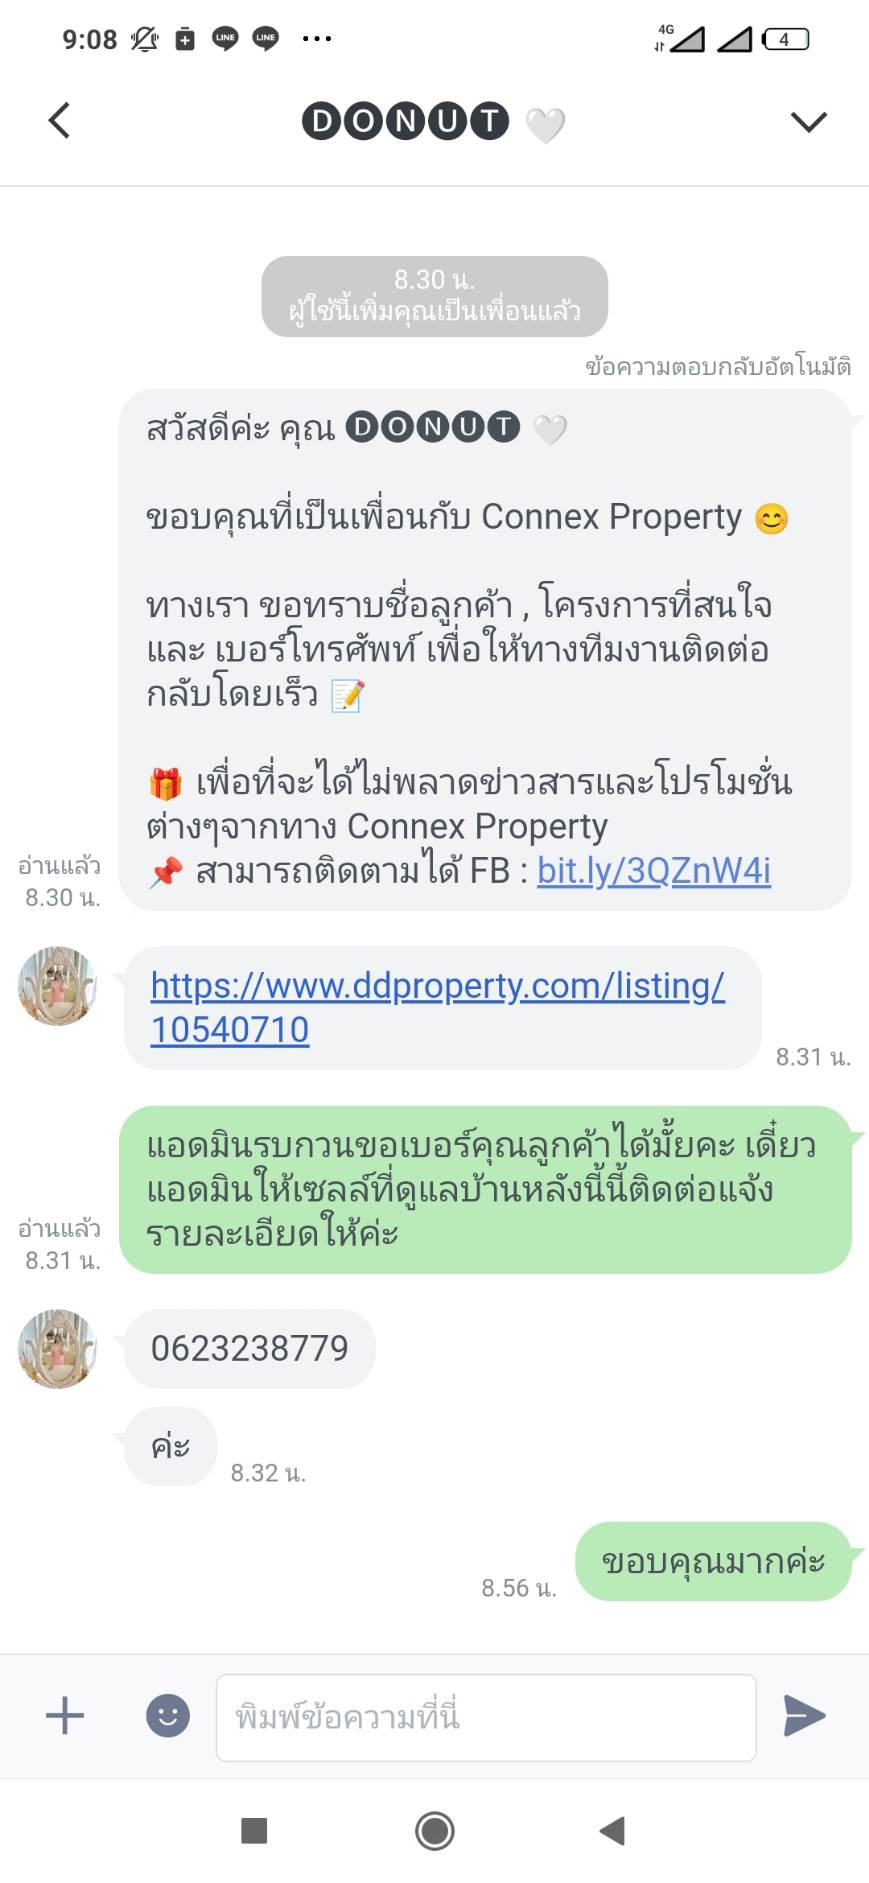 9:08
LINE LINE
4G
4
🅓🅞🅝🅤🅣 🤍
8.30 น.
ผู้ใช้นี้เพิ่มคุณเป็นเพื่อนแล้ว
ข้อความตอบกลับอัตโนมัติ
สวัสดีค่ะ คุณ 🅓🅞🅝🅤🅣 🤍
ขอบคุณที่เป็นเพื่อนกับ Connex Property 😊
ทางเรา ขอทราบชื่อลูกค้า , โครงการที่สนใจ
และ เบอร์โทรศัพท์ เพื่อให้ทางทีมงานติดต่อ
กลับโดยเร็ว 📝
🎁 เพื่อที่จะได้ไม่พลาดข่าวสารและโปรโมชั่น
ต่างๆจากทาง Connex Property
📌 สามารถติดตามได้ FB : bit.ly/3QZnW4i
อ่านแล้ว
8.30 น.
https://www.ddproperty.com/listing/
10540710
8.31 น.
แอดมินรบกวนขอเบอร์คุณลูกค้าได้มั้ยคะ เดี๋ยว
แอดมินให้เซลล์ที่ดูแลบ้านหลังนี้นี้ติดต่อแจ้ง
รายละเอียดให้ค่ะ
อ่านแล้ว
8.31 น.
0623238779
ค่ะ
8.32 น.
ขอบคุณมากค่ะ
8.56 น.
พิมพ์ข้อความที่นี่